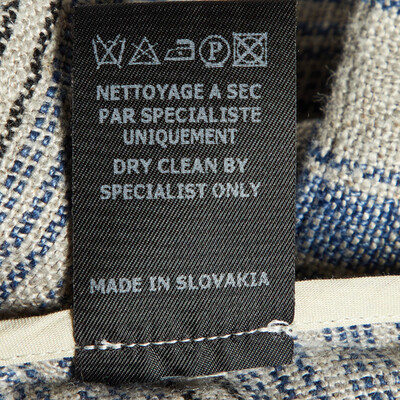 P
NETTOYAGE A SEC
PAR SPECIALISTE
UNIQUEMENT
DRY CLEAN BY
SPECIALIST ONLY
MADE IN SLOVAKIA